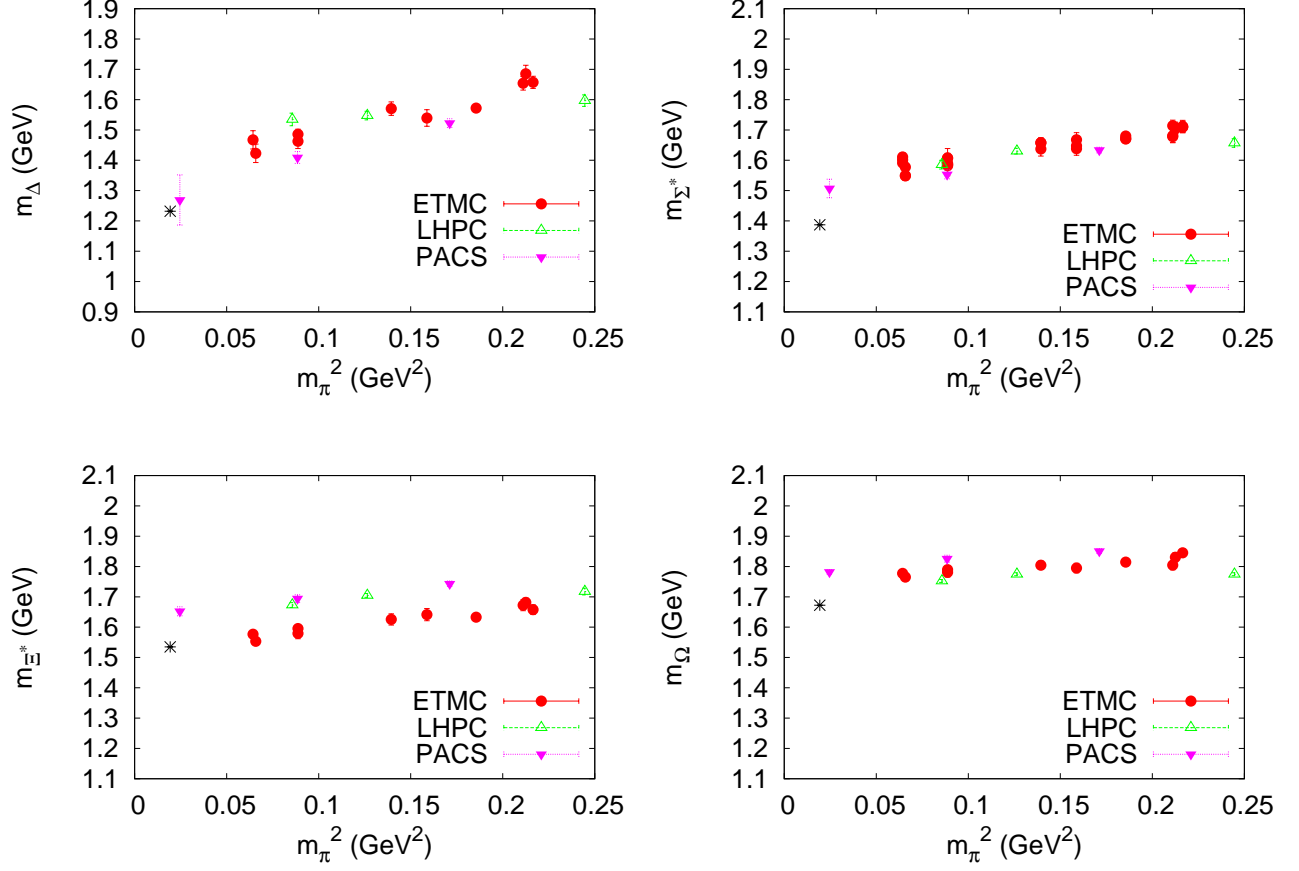 m_Δ (GeV)
1.9
1.8
1.7
1.6
1.5
1.4
1.3
1.2
1.1
1
0.9
ETMC
LHPC
PACS
0 0.05 0.1 0.15 0.2 0.25
m_π^2 (GeV^2)
m_Σ* (GeV)
2.1
2
1.9
1.8
1.7
1.6
1.5
1.4
1.3
1.2
1.1
ETMC
LHPC
PACS
0 0.05 0.1 0.15 0.2 0.25
m_π^2 (GeV^2)
m_Ξ* (GeV)
2.1
2
1.9
1.8
1.7
1.6
1.5
1.4
1.3
1.2
1.1
ETMC
LHPC
PACS
0 0.05 0.1 0.15 0.2 0.25
m_π^2 (GeV^2)
m_Ω (GeV)
2.1
2
1.9
1.8
1.7
1.6
1.5
1.4
1.3
1.2
1.1
ETMC
LHPC
PACS
0 0.05 0.1 0.15 0.2 0.25
m_π^2 (GeV^2)